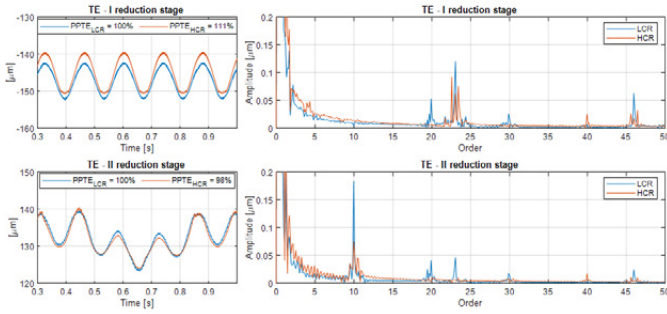 TE - I reduction stage
PPTE_LCR = 100% PPTE_HCR = 111%
[μm]
-130
-140
-150
-160
0.3 0.4 0.5 0.6 0.7 0.8 0.9
Time [s]
TE - I reduction stage
LCR
HCR
Amplitude [μm]
0.2
0.15
0.1
0.05
0
0 5 10 15 20 25 30 35 40 45 50
Order
TE - II reduction stage
PPTE_LCR = 100% PPTE_HCR = 98%
[μm]
150
140
130
120
0.3 0.4 0.5 0.6 0.7 0.8 0.9
Time [s]
TE - II reduction stage
LCR
HCR
Amplitude [μm]
0.2
0.15
0.1
0.05
0
0 5 10 15 20 25 30 35 40 45 50
Order